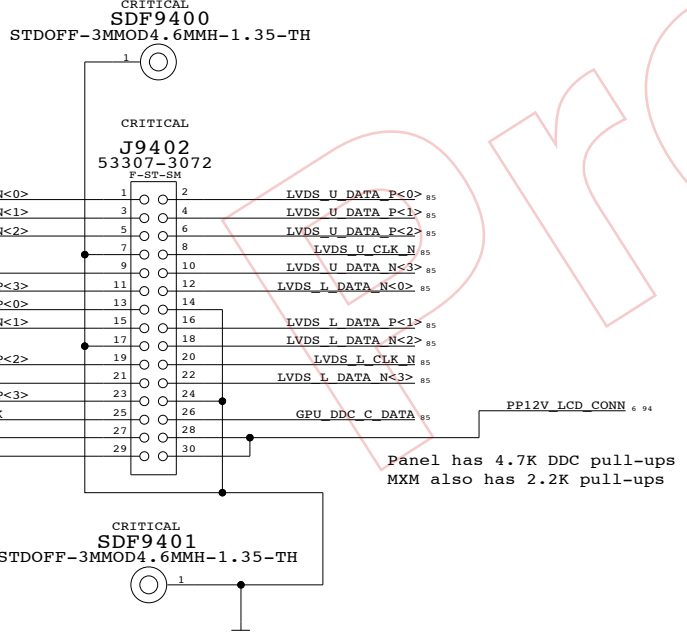 CRITICAL
SDF9400
STDOFF-3MMOD4.6MMH-1.35-TH
1
CRITICAL
J9402
53307-3072
F-ST-SM
N<0> 1 2 LVDS_U_DATA_P<0> 85
N<1> 3 4 LVDS_U_DATA_P<1> 85
N<2> 5 6 LVDS_U_DATA_P<2> 85
7 8 LVDS_U_CLK_N 85
9 10 LVDS_U_DATA_N<3> 85
P<3> 11 12 LVDS_L_DATA_N<0> 85
P<0> 13 14
N<1> 15 16 LVDS_L_DATA_P<1> 85
17 18 LVDS_L_DATA_N<2> 85
P<2> 19 20 LVDS_L_CLK_N 85
21 22 LVDS_L_DATA_N<3> 85
P<3> 23 24
K 25 26 GPU_DDC_C_DATA 85
PP12V_LCD_CONN 6 94
27 28
29 30
Panel has 4.7K DDC pull-ups
MXM also has 2.2K pull-ups
CRITICAL
SDF9401
STDOFF-3MMOD4.6MMH-1.35-TH
1
Pr